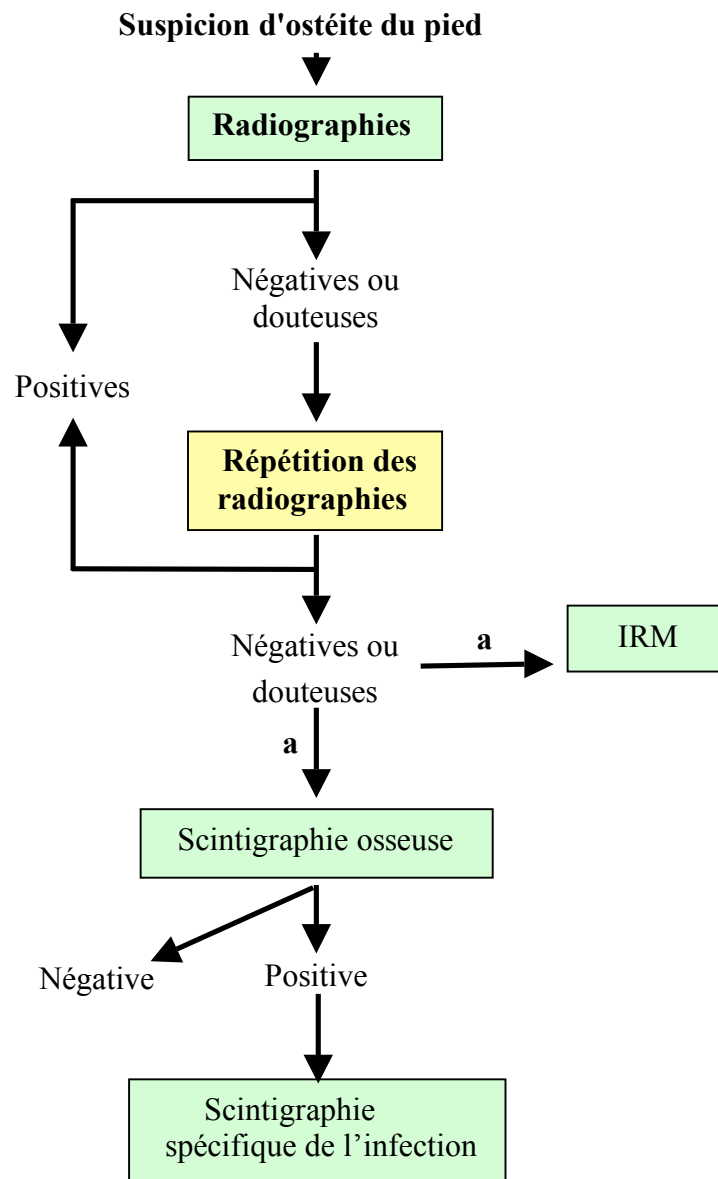 Suspicion d'ostéite du pied
Radiographies
Négatives ou
douteuses
Positives
Répétition des
radiographies
Négatives ou
douteuses
a
IRM
a
Scintigraphie osseuse
Négative
Positive
Scintigraphie
spécifique de l’infection